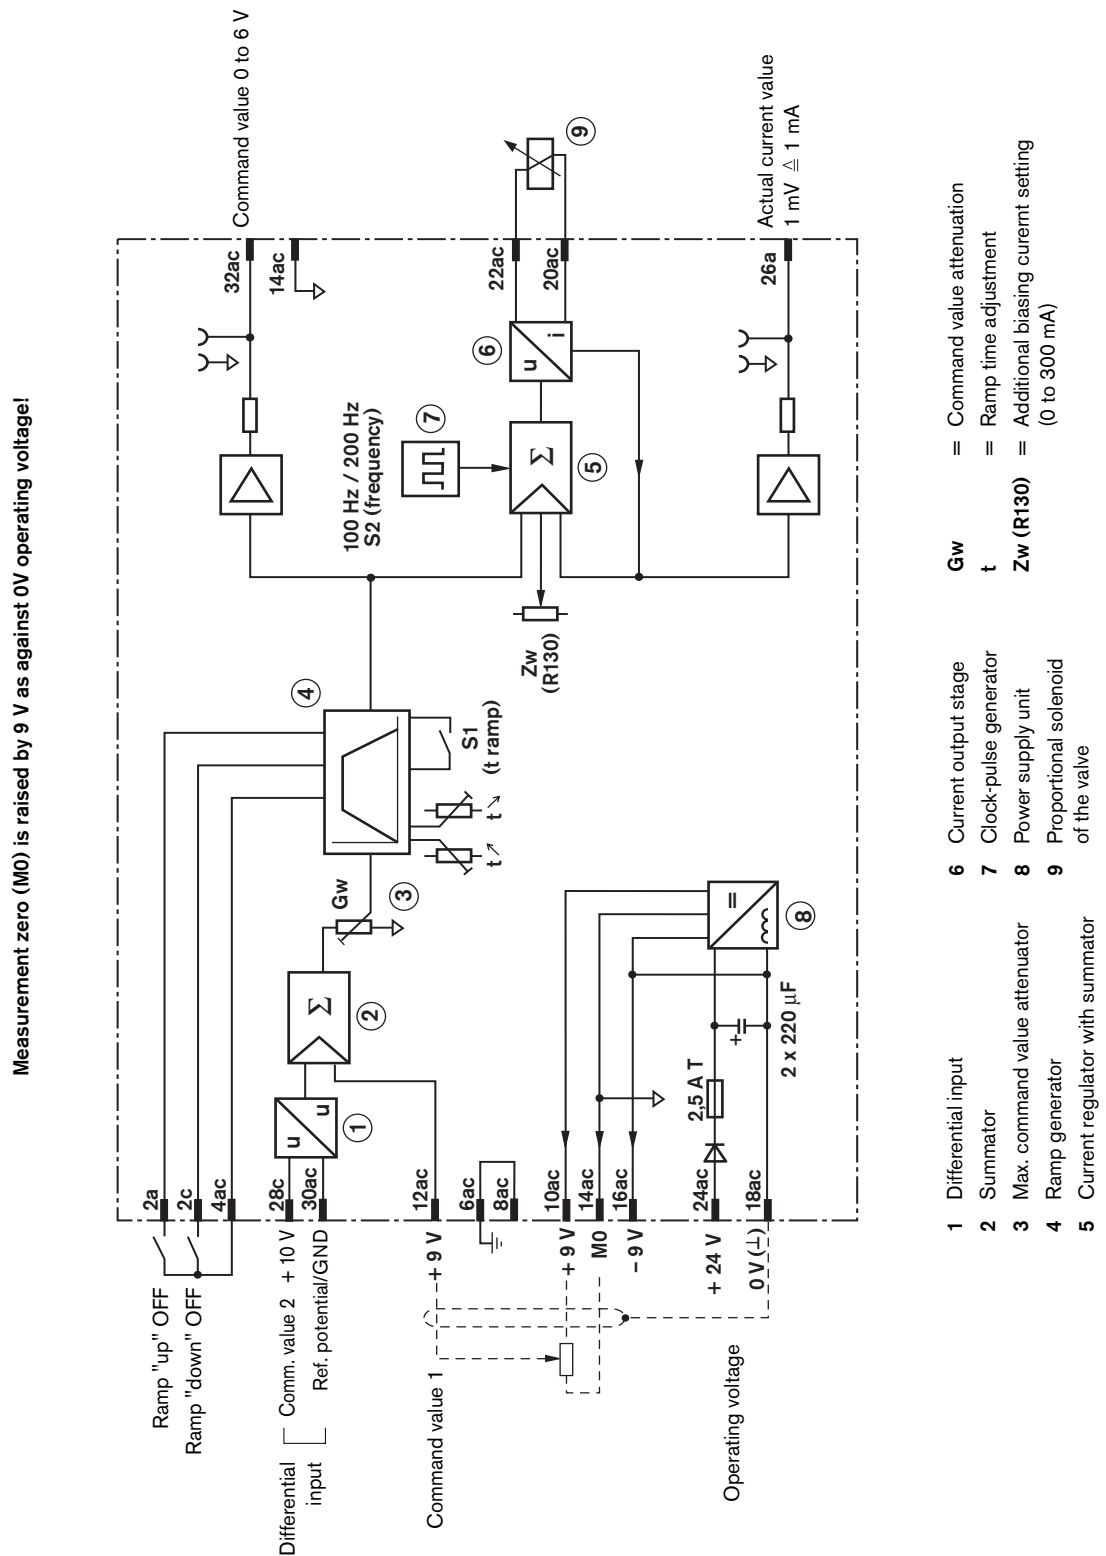 Measurement zero (M0) is raised by 9 V as against 0V operating voltage!
Ramp "up" OFF
Ramp "down" OFF
Differential
input
Comm. value 2 + 10 V
Ref. potential/GND
Command value 1
+ 9 V
+ 9 V
M0
– 9 V
Operating voltage
+ 24 V
0 V (⊥)
2a
2c
4ac
28c
30ac
12ac
6ac
8ac
10ac
14ac
16ac
24ac
18ac
u
u
1
Σ
2
Gw
3
4
t
t
S1
(t ramp)
2,5 A T
+
2 x 220 µF
=
8
Zw
(R130)
100 Hz / 200 Hz
S2 (frequency)
7
Σ
5
u
i
6
32ac
14ac
22ac
20ac
26a
Command value 0 to 6 V
9
Actual current value
1 mV ≙ 1 mA
1 Differential input
2 Summator
3 Max. command value attenuator
4 Ramp generator
5 Current regulator with summator
6 Current output stage
7 Clock-pulse generator
8 Power supply unit
9 Proportional solenoid
of the valve
Gw = Command value attenuation
t = Ramp time adjustment
Zw (R130) = Additional biasing curernt setting
(0 to 300 mA)